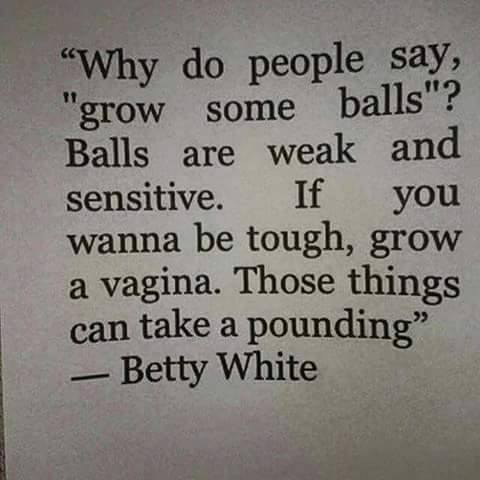 “Why do people say,
"grow some balls"?
Balls are weak and
sensitive. If you
wanna be tough, grow
a vagina. Those things
can take a pounding”
— Betty White